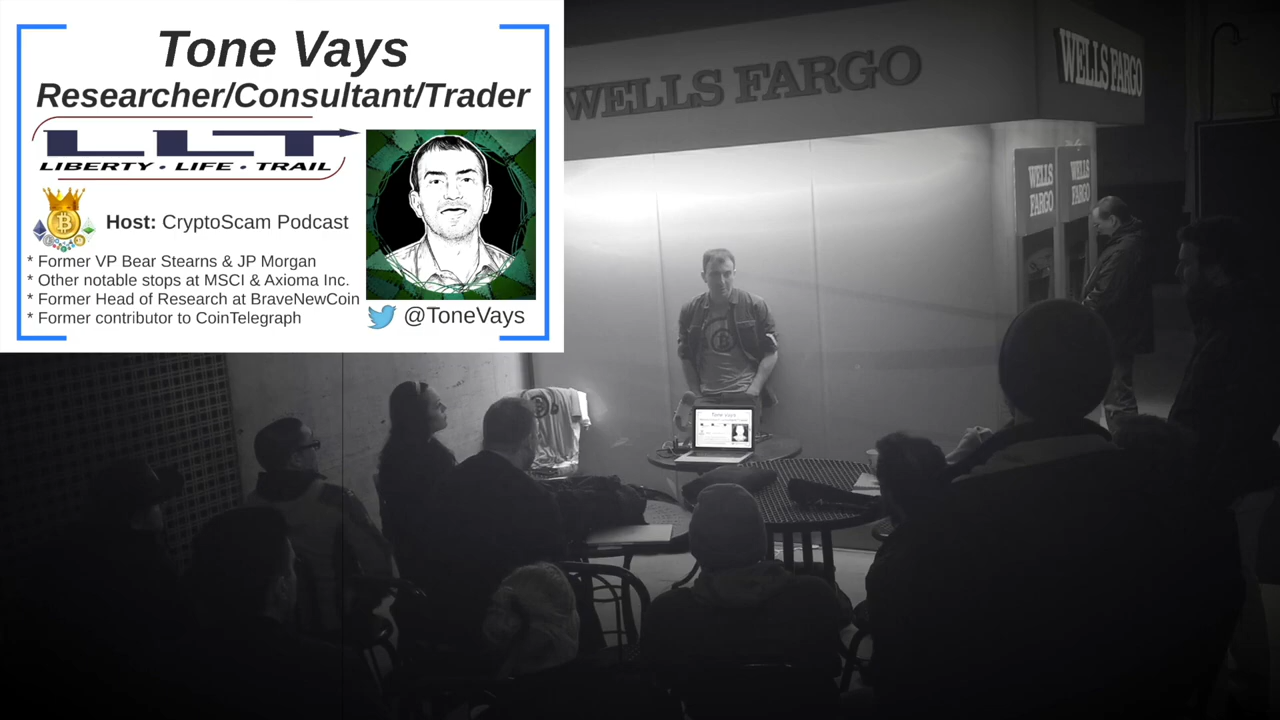 Tone Vays
Researcher/Consultant/Trader
LLT
LIBERTY • LIFE • TRAIL
Host: CryptoScam Podcast
* Former VP Bear Stearns & JP Morgan
* Other notable stops at MSCI & Axioma Inc.
* Former Head of Research at BraveNewCoin
* Former contributor to CoinTelegraph
@ToneVays
WELLS FARGO
WELLS FARGO
WELLS
FARGO
WELLS
FARGO
Tone Vays